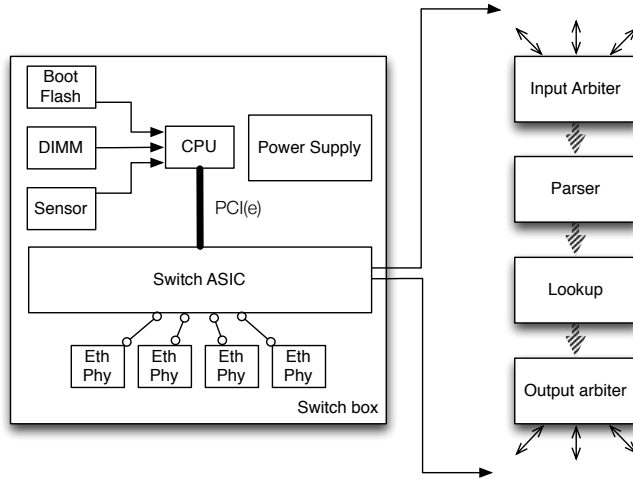 Boot
Flash
DIMM
Sensor
CPU
Power Supply
PCI(e)
Switch ASIC
Eth
Phy
Eth
Phy
Eth
Phy
Eth
Phy
Switch box
Input Arbiter
Parser
Lookup
Output arbiter